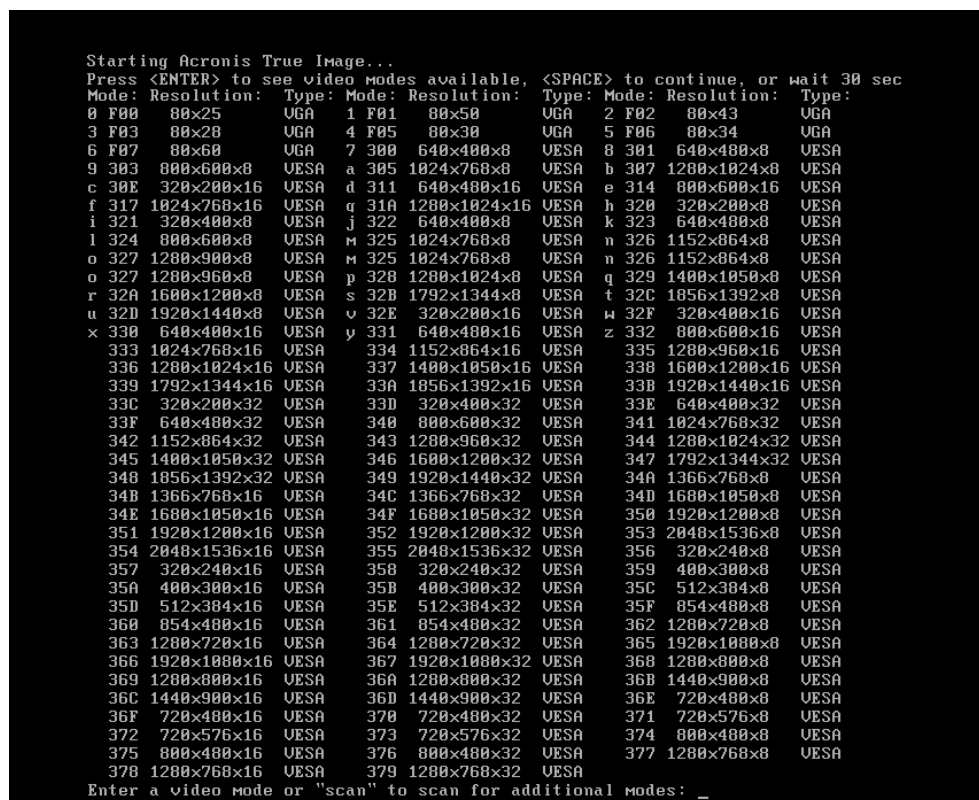 Starting Acronis True Image...
Press <ENTER> to see video modes available, <SPACE> to continue, or wait 30 sec
Mode: Resolution: Type: Mode: Resolution: Type: Mode: Resolution: Type:
0 F00 80x25 VGA 1 F01 80x50 VGA 2 F02 80x43 VGA
3 F03 80x28 VGA 4 F05 80x30 VGA 5 F06 80x34 VGA
6 F07 80x60 VGA 7 300 640x400x8 VESA 8 301 640x480x8 VESA
9 303 800x600x8 VESA a 305 1024x768x8 VESA b 307 1280x1024x8 VESA
c 30E 320x200x16 VESA d 311 640x480x16 VESA e 314 800x600x16 VESA
f 317 1024x768x16 VESA g 31A 1280x1024x16 VESA h 320 320x200x8 VESA
i 321 320x400x8 VESA j 322 640x400x8 VESA k 323 640x480x8 VESA
l 324 800x600x8 VESA m 325 1024x768x8 VESA n 326 1152x864x8 VESA
o 327 1280x900x8 VESA m 325 1024x768x8 VESA n 326 1152x864x8 VESA
o 327 1280x960x8 VESA p 328 1280x1024x8 VESA q 329 1400x1050x8 VESA
r 32A 1600x1200x8 VESA s 32B 1792x1344x8 VESA t 32C 1856x1392x8 VESA
u 32D 1920x1440x8 VESA v 32E 320x200x16 VESA w 32F 320x400x16 VESA
x 330 640x400x16 VESA y 331 640x480x16 VESA z 332 800x600x16 VESA
333 1024x768x16 VESA 334 1152x864x16 VESA 335 1280x960x16 VESA
336 1280x1024x16 VESA 337 1400x1050x16 VESA 338 1600x1200x16 VESA
339 1792x1344x16 VESA 33A 1856x1392x16 VESA 33B 1920x1440x16 VESA
33C 320x200x32 VESA 33D 320x400x32 VESA 33E 640x400x32 VESA
33F 640x480x32 VESA 340 800x600x32 VESA 341 1024x768x32 VESA
342 1152x864x32 VESA 343 1280x960x32 VESA 344 1280x1024x32 VESA
345 1400x1050x32 VESA 346 1600x1200x32 VESA 347 1792x1344x32 VESA
348 1856x1392x32 VESA 349 1920x1440x32 VESA 34A 1366x768x8 VESA
34B 1366x768x16 VESA 34C 1366x768x32 VESA 34D 1680x1050x8 VESA
34E 1680x1050x16 VESA 34F 1680x1050x32 VESA 350 1920x1200x8 VESA
351 1920x1200x16 VESA 352 1920x1200x32 VESA 353 2048x1536x8 VESA
354 2048x1536x16 VESA 355 2048x1536x32 VESA 356 320x240x8 VESA
357 320x240x16 VESA 358 320x240x32 VESA 359 400x300x8 VESA
35A 400x300x16 VESA 35B 400x300x32 VESA 35C 512x384x8 VESA
35D 512x384x16 VESA 35E 512x384x32 VESA 35F 854x480x8 VESA
360 854x480x16 VESA 361 854x480x32 VESA 362 1280x720x8 VESA
363 1280x720x16 VESA 364 1280x720x32 VESA 365 1920x1080x8 VESA
366 1920x1080x16 VESA 367 1920x1080x32 VESA 368 1280x800x8 VESA
369 1280x800x16 VESA 36A 1280x800x32 VESA 36B 1440x900x8 VESA
36C 1440x900x16 VESA 36D 1440x900x32 VESA 36E 720x480x8 VESA
36F 720x480x16 VESA 370 720x480x32 VESA 371 720x576x8 VESA
372 720x576x16 VESA 373 720x576x32 VESA 374 800x480x8 VESA
375 800x480x16 VESA 376 800x480x32 VESA 377 1280x768x8 VESA
378 1280x768x16 VESA 379 1280x768x32 VESA
Enter a video mode or "scan" to scan for additional modes: _